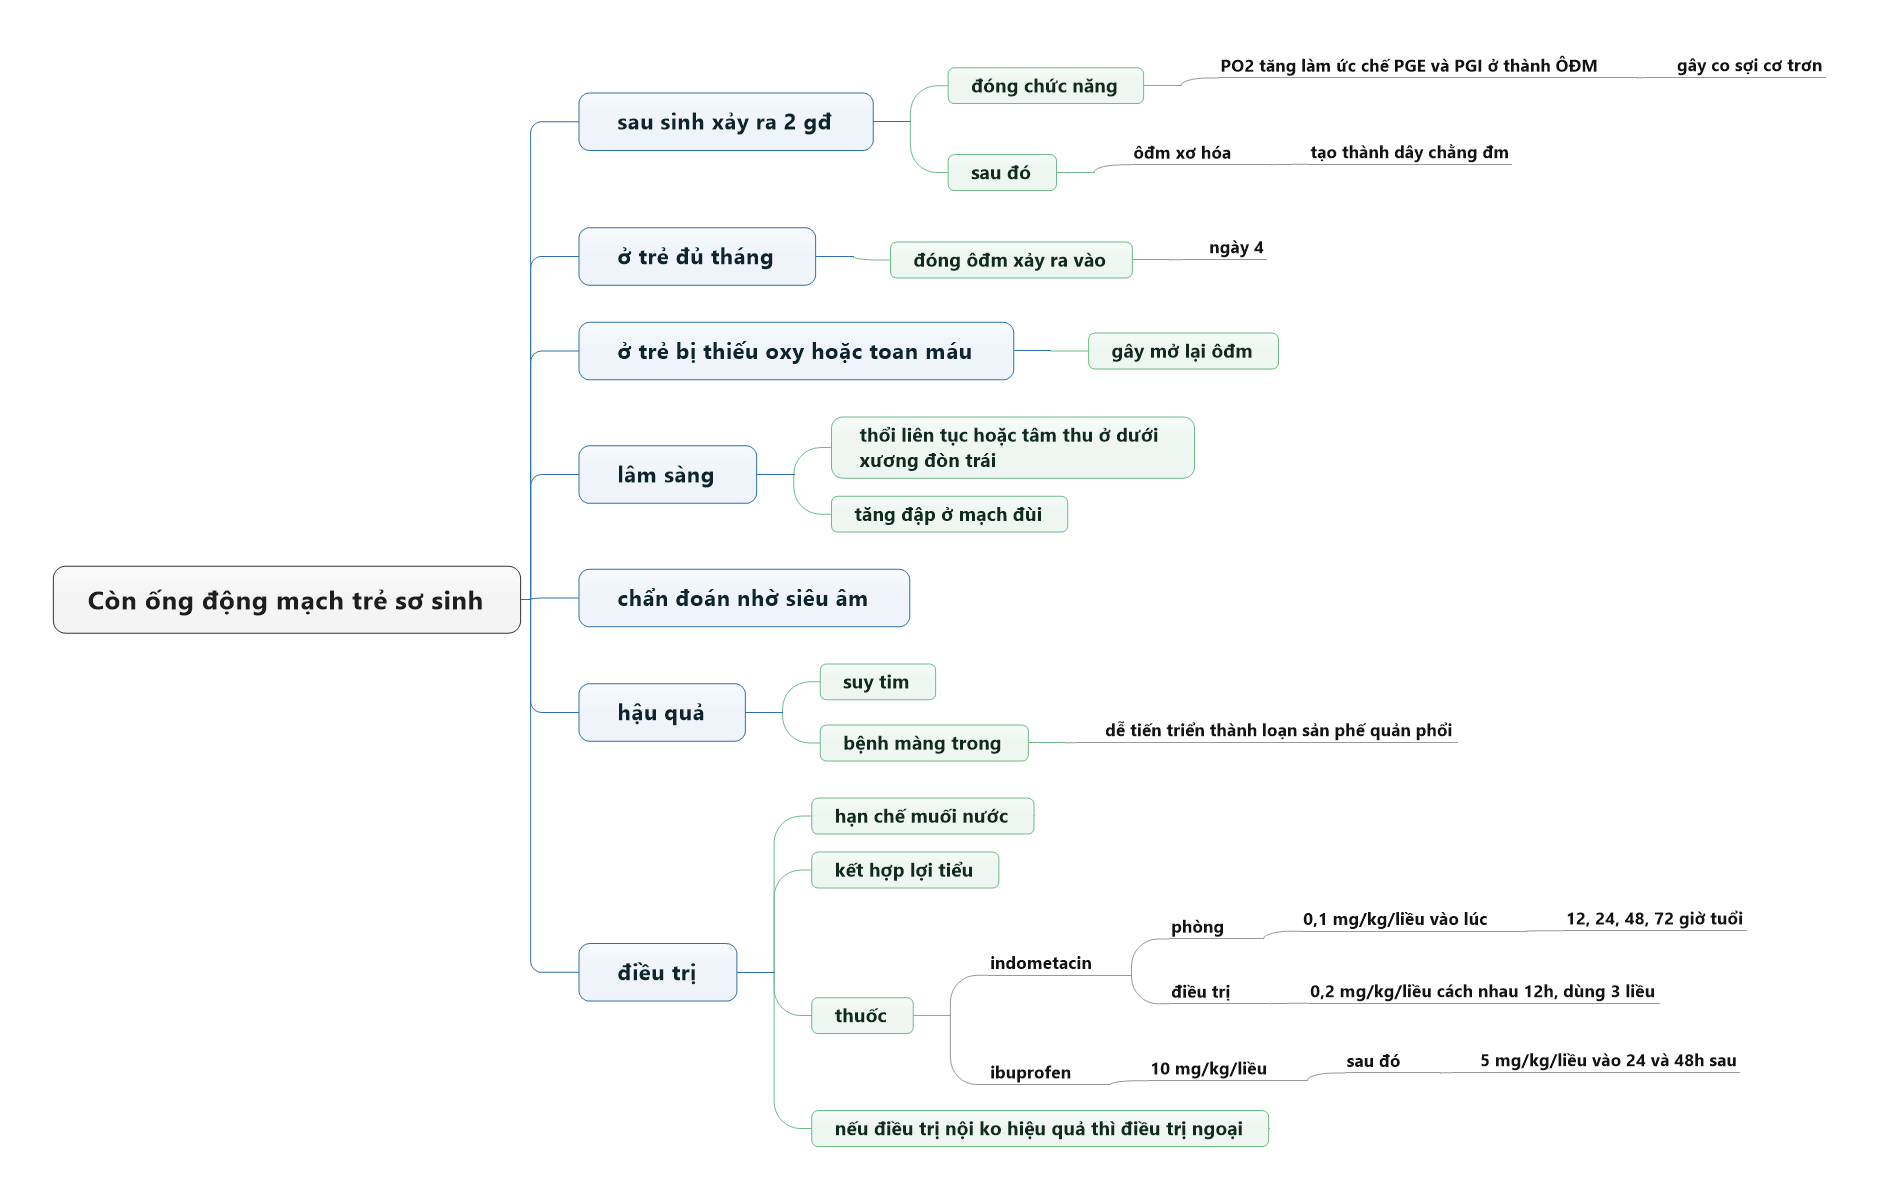 Còn ống động mạch trẻ sơ sinh
sau sinh xảy ra 2 gđ
đóng chức năng
PO2 tăng làm ức chế PGE và PGI ở thành ÔĐM
gây co sợi cơ trơn
sau đó
ôđm xơ hóa
tạo thành dây chằng đm
ở trẻ đủ tháng
đóng ôđm xảy ra vào
ngày 4
ở trẻ bị thiếu oxy hoặc toan máu
gây mở lại ôđm
lâm sàng
thổi liên tục hoặc tâm thu ở dưới
xương đòn trái
tăng đập ở mạch đùi
chẩn đoán nhờ siêu âm
hậu quả
suy tim
bệnh màng trong
dễ tiến triển thành loạn sản phế quản phổi
điều trị
hạn chế muối nước
kết hợp lợi tiểu
thuốc
indometacin
phòng
0,1 mg/kg/liều vào lúc
12, 24, 48, 72 giờ tuổi
điều trị
0,2 mg/kg/liều cách nhau 12h, dùng 3 liều
ibuprofen
10 mg/kg/liều
sau đó
5 mg/kg/liều vào 24 và 48h sau
nếu điều trị nội ko hiệu quả thì điều trị ngoại